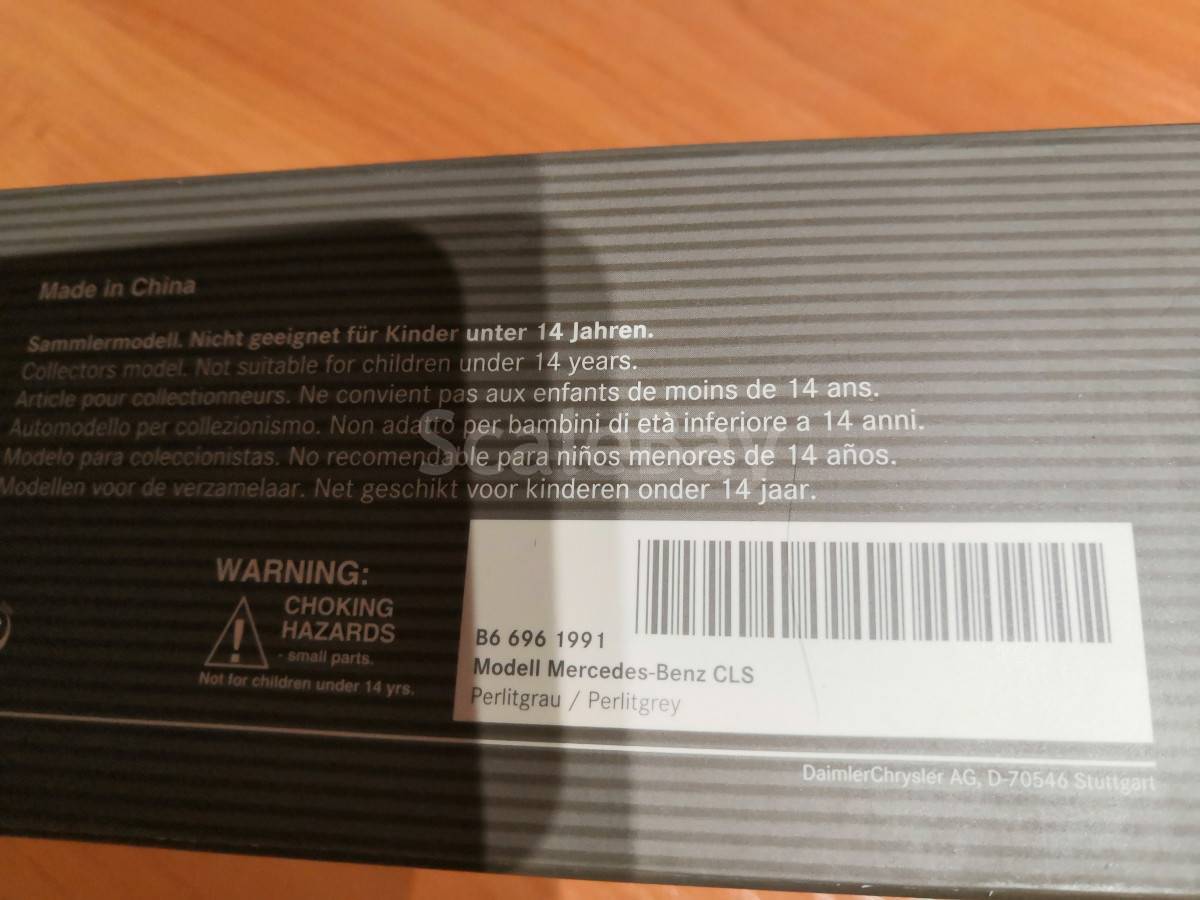 Made in China
Sammlermodell. Nicht geeignet für Kinder unter 14 Jahren.
Collectors model. Not suitable for children under 14 years.
Article pour collectionneurs. Ne convient pas aux enfants de moins de 14 ans.
Automodello per collezionismo. Non adatto per bambini di età inferiore a 14 anni.
ScaleBay
Modelo para coleccionistas. No recomendable para niños menores de 14 años.
Modellen voor de verzamelaar. Net geschikt voor kinderen onder 14 jaar.
WARNING:
CHOKING
HAZARDS
- small parts.
Not for children under 14 yrs.
B6 696 1991
Modell Mercedes-Benz CLS
Perlitgrau / Perlitgrey
DaimlerChrysler AG, D-70546 Stuttgart